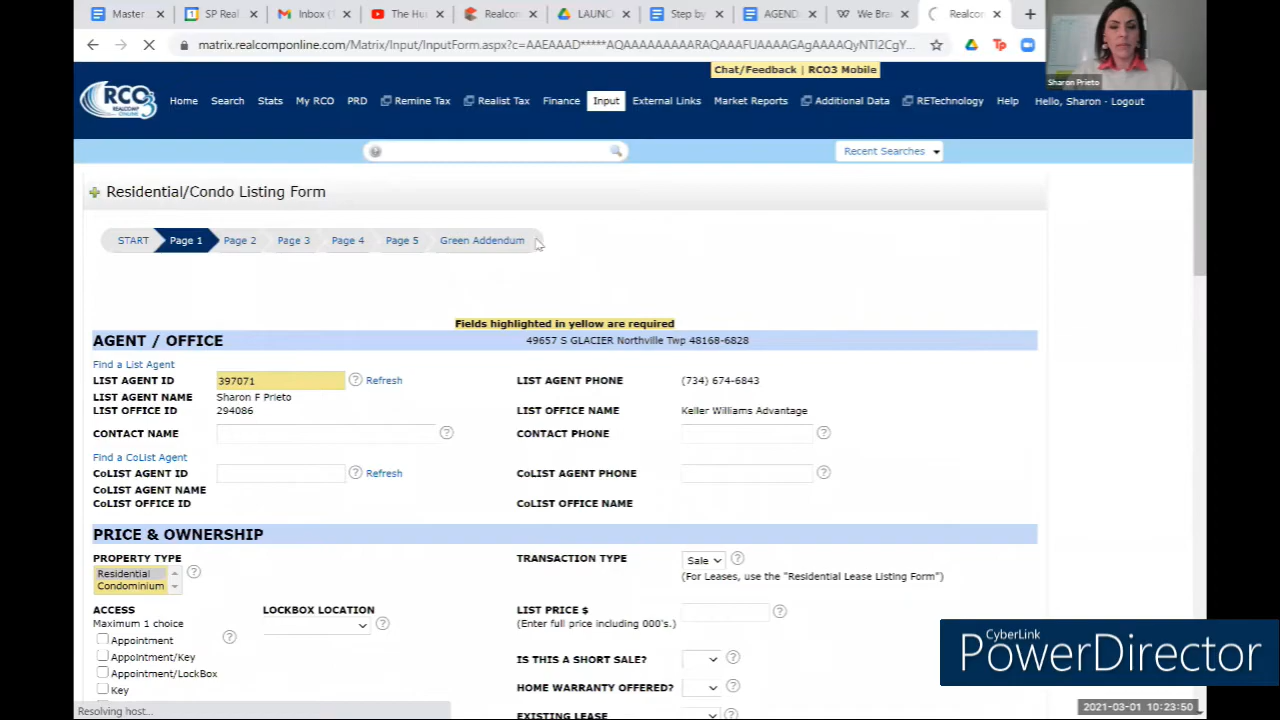 Master
SP Real
Inbox (
The Hu
Realco
LAUNC
Step by
AGEND
We Bra
Realco
matrix.realcomponline.com/Matrix/Input/InputForm.aspx?c=AAEAAAD*****AQAAAAAAAAARAQAAAFUAAAAGAgAAAAQyNTI2CgY...
Tp
Sharon Prieto
Chat/Feedback | RCO3 Mobile
RCO3
REALCOMP
ONLINE
Home Search Stats My RCO PRD Remine Tax Realist Tax Finance Input External Links Market Reports Additional Data RETechnology Help Hello, Sharon - Logout
Recent Searches
Residential/Condo Listing Form
START Page 1 Page 2 Page 3 Page 4 Page 5 Green Addendum
Fields highlighted in yellow are required
AGENT / OFFICE 49657 S GLACIER Northville Twp 48168-6828
Find a List Agent
LIST AGENT ID 397071 ? Refresh LIST AGENT PHONE (734) 674-6843
LIST AGENT NAME Sharon F Prieto
LIST OFFICE ID 294086 LIST OFFICE NAME Keller Williams Advantage
CONTACT NAME ? CONTACT PHONE ?
Find a CoList Agent
CoLIST AGENT ID ? Refresh CoLIST AGENT PHONE ?
CoLIST AGENT NAME
CoLIST OFFICE ID CoLIST OFFICE NAME
PRICE & OWNERSHIP
PROPERTY TYPE TRANSACTION TYPE Sale ?
Residential ? (For Leases, use the "Residential Lease Listing Form")
Condominium
ACCESS LOCKBOX LOCATION LIST PRICE $ ?
Maximum 1 choice ? (Enter full price including 000's.)
Appointment ?
Appointment/Key IS THIS A SHORT SALE? ?
Appointment/LockBox
Key HOME WARRANTY OFFERED? ?
EXISTING LEASE ?
Resolving host...
CyberLink
PowerDirector
2021-03-01 10:23:50